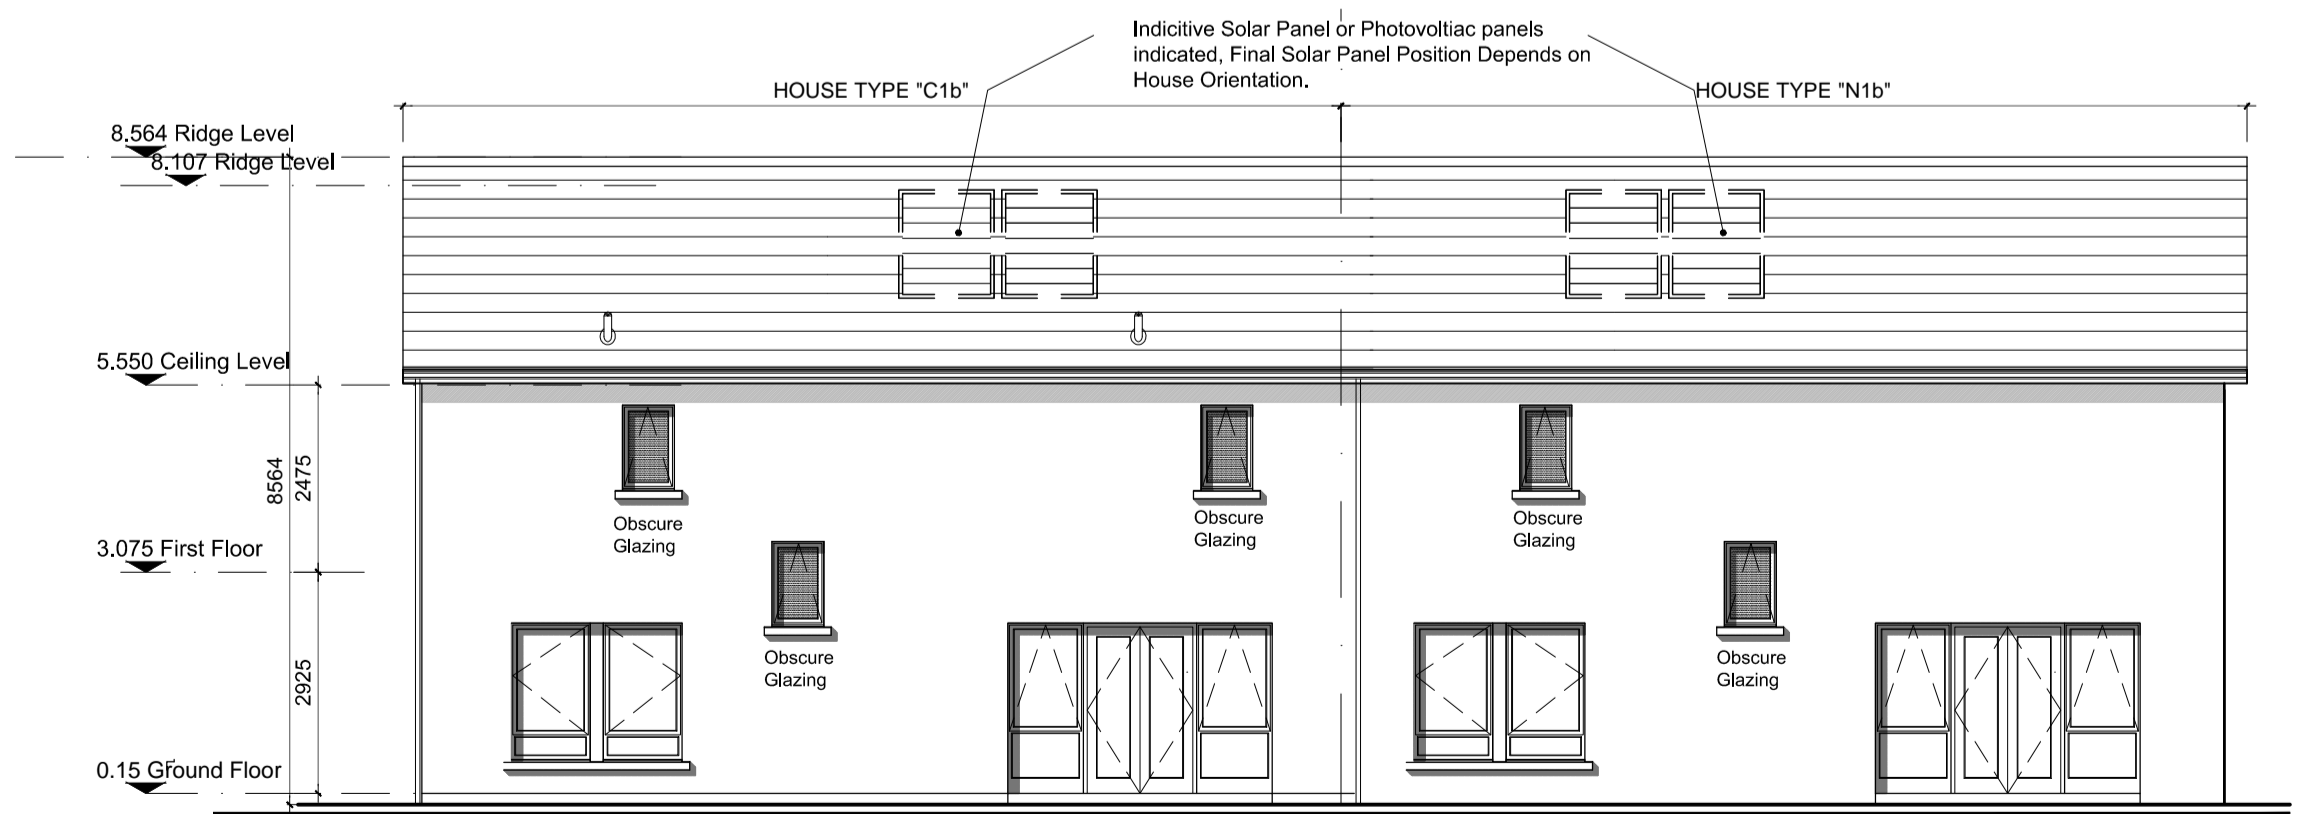 Indicitive Solar Panel or Photovoltiac panels
indicated, Final Solar Panel Position Depends on
House Orientation.
HOUSE TYPE "C1b"
HOUSE TYPE "N1b"
8.564 Ridge Level
8.107 Ridge Level
5.550 Ceiling Level
8564
2475
Obscure
Glazing
Obscure
Glazing
Obscure
Glazing
3.075 First Floor
2925
Obscure
Glazing
Obscure
Glazing
0.15 Ground Floor